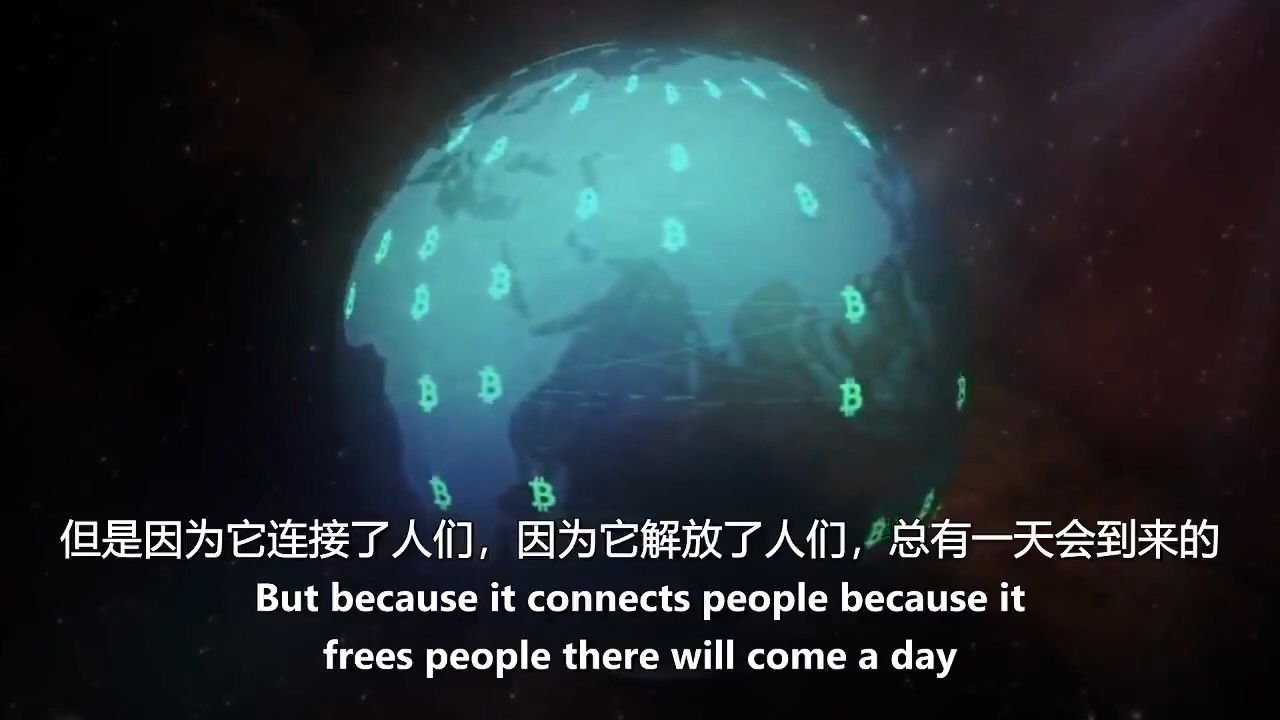 但是因为它连接了人们，因为它解放了人们，总有一天会到来的
But because it connects people because it
frees people there will come a day